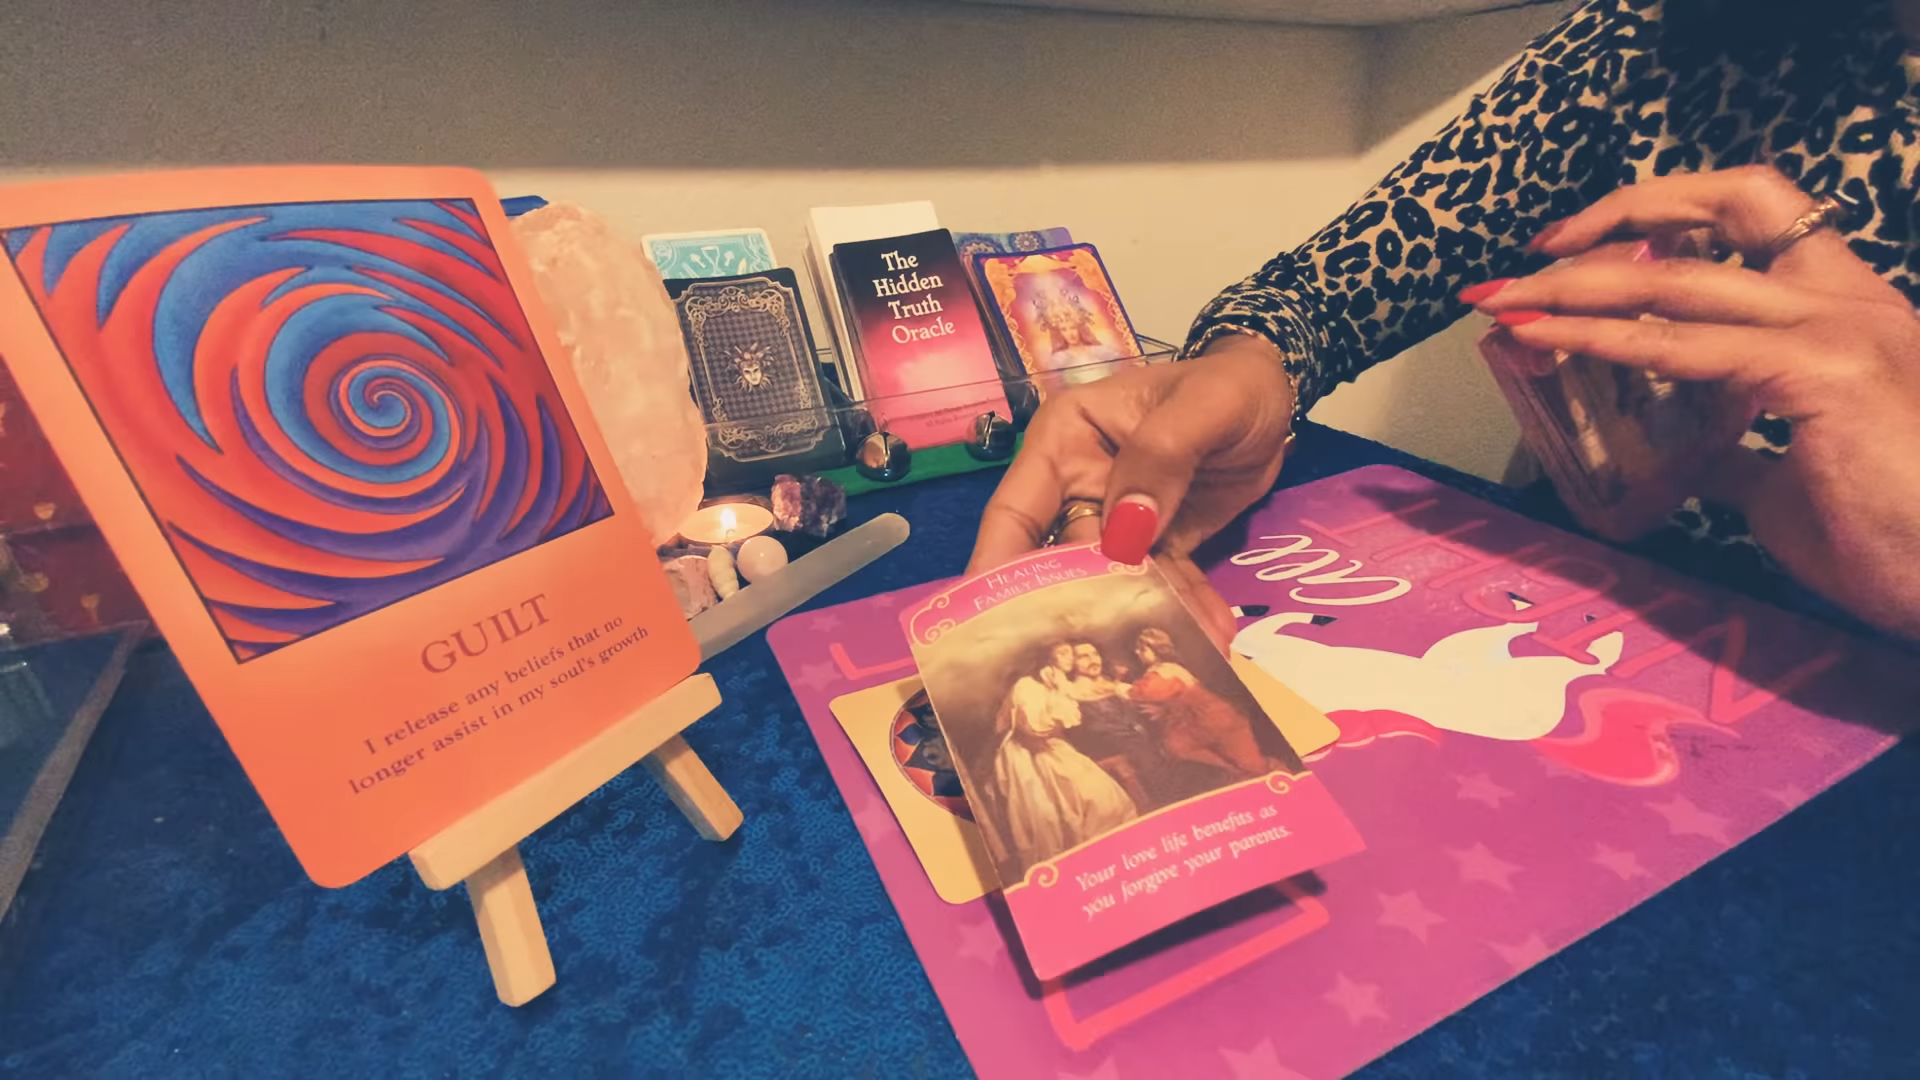 GUILT
I release any beliefs that no
longer assist in my soul's growth
The
Hidden
Truth
Oracle
HEALING
FAMILY ISSUES
Your love life benefits as
you forgive your parents.
Gee